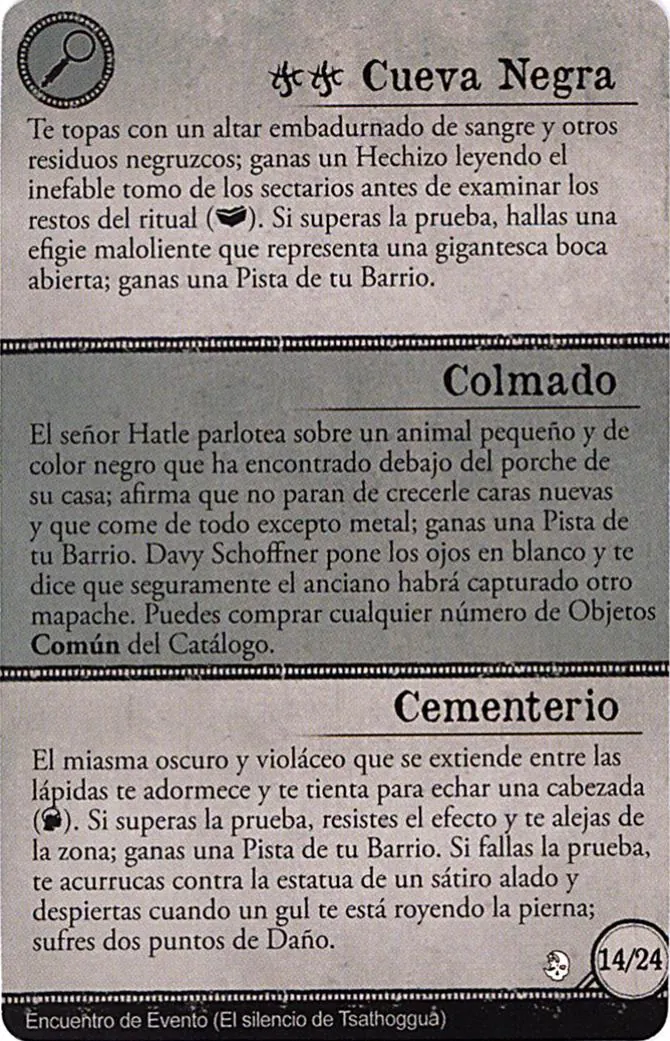 Cueva Negra
Te topas con un altar embadurnado de sangre y otros
residuos negruzcos; ganas un Hechizo leyendo el
inefable tomo de los sectarios antes de examinar los
restos del ritual (). Si superas la prueba, hallas una
efigie maloliente que representa una gigantesca boca
abierta; ganas una Pista de tu Barrio.
Colmado
El señor Hatle parlotea sobre un animal pequeño y de
color negro que ha encontrado debajo del porche de
su casa; afirma que no paran de crecerle caras nuevas
y que come de todo excepto metal; ganas una Pista de
tu Barrio. Davy Schoffner pone los ojos en blanco y te
dice que seguramente el anciano habrá capturado otro
mapache. Puedes comprar cualquier número de Objetos
Común del Catálogo.
Cementerio
El miasma oscuro y violáceo que se extiende entre las
lápidas te adormece y te tienta para echar una cabezada
(). Si superas la prueba, resistes el efecto y te alejas de
la zona; ganas una Pista de tu Barrio. Si fallas la prueba,
te acurrucas contra la estatua de un sátiro alado y
despiertas cuando un gul te está royendo la pierna;
sufres dos puntos de Daño.
14/24
Encuentro de Evento (El silencio de Tsathogguâ)